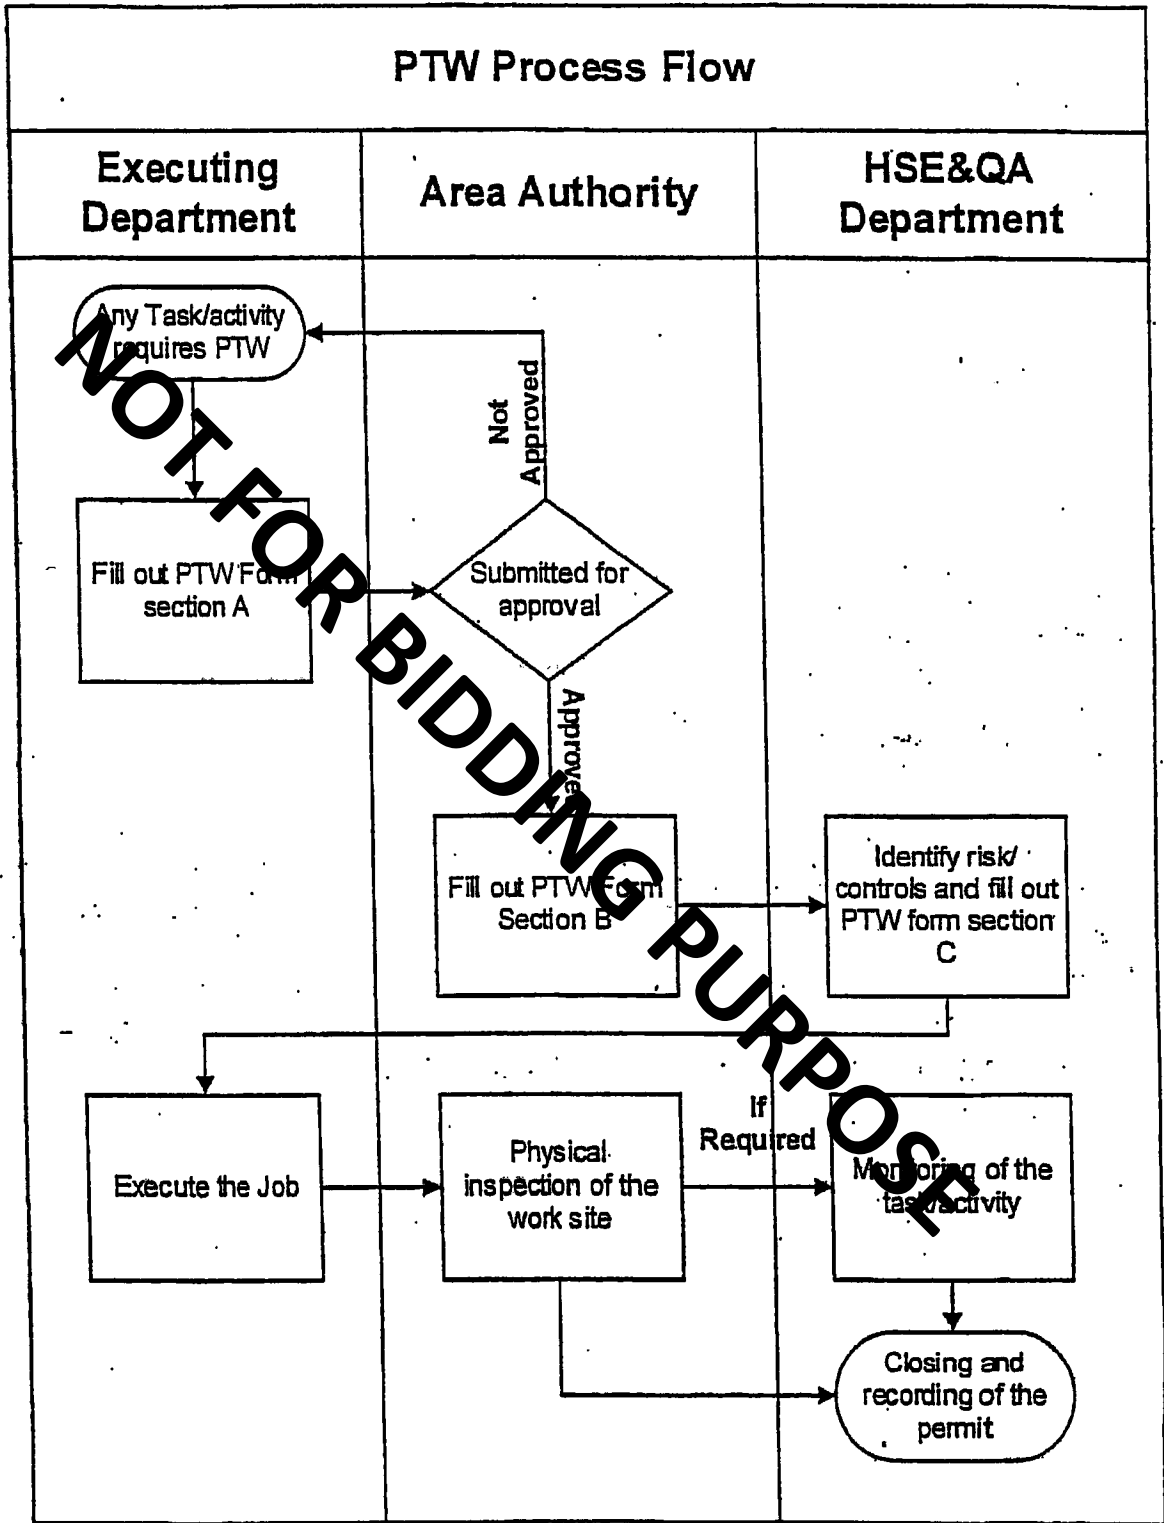 PTW Process Flow
Executing
Department
Area Authority
HSE&QA
Department
Any Task/activity
requires PTW
Not
Approved
Fill out PTW Form
section A
Submitted for
approval
Approved
Fill out PTW Form
Section B
Identify risk/
controls and fill out
PTW form section
C
Execute the Job
Physical
inspection of the
work site
If
Required
Monitoring of the
task/activity
Closing and
recording of the
permit
NOT FOR BIDDING PURPOSE